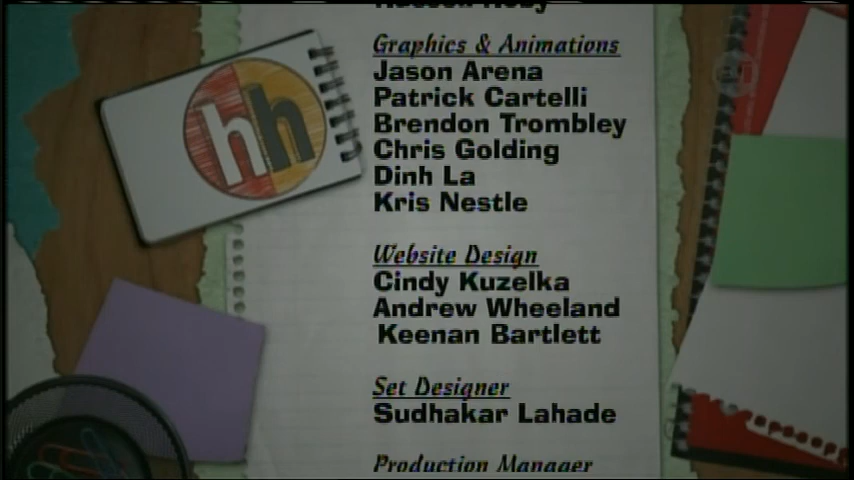 Graphics & Animations
Jason Arena
Patrick Cartelli
Brendon Trombley
Chris Golding
Dinh La
Kris Nestle
Website Design
Cindy Kuzelka
Andrew Wheeland
Keenan Bartlett
Set Designer
Sudhakar Lahade
Production Manager
hh